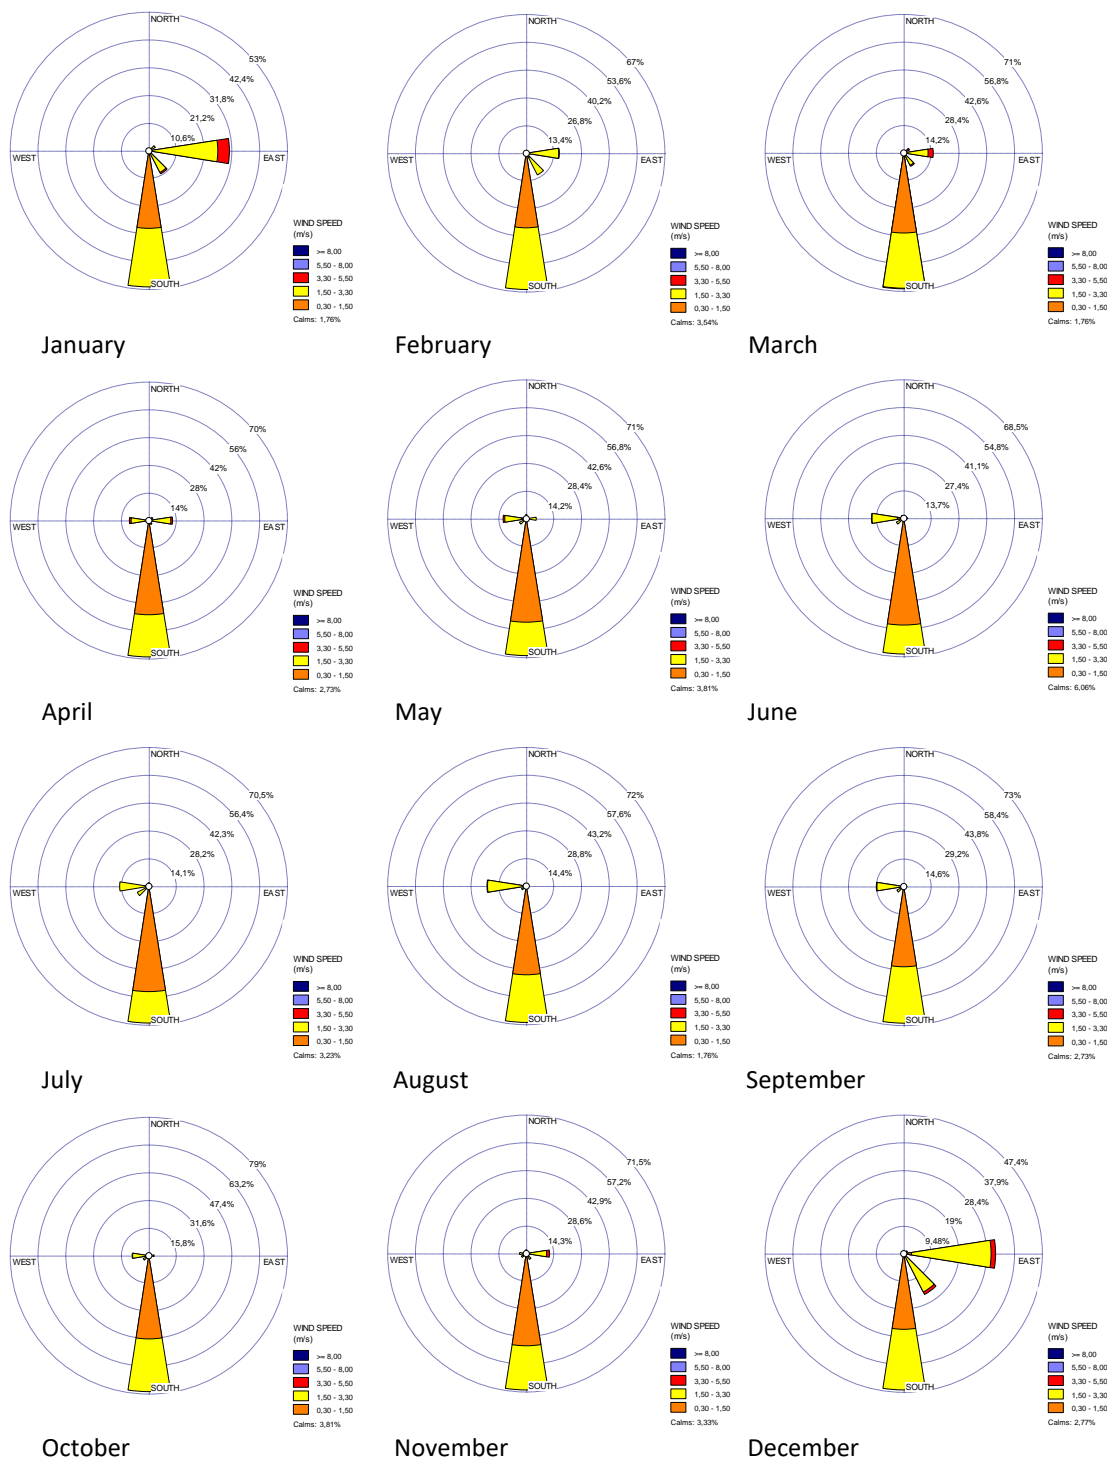 NORTH
53%
42,4%
31,8%
21,2%
10,6%
WEST
EAST
SOUTH
WIND SPEED
(m/s)
>= 8,00
5,50 - 8,00
3,30 - 5,50
1,50 - 3,30
0,30 - 1,50
Calms: 1,76%
January
NORTH
67%
53,6%
40,2%
26,8%
13,4%
WEST
EAST
SOUTH
WIND SPEED
(m/s)
>= 8,00
5,50 - 8,00
3,30 - 5,50
1,50 - 3,30
0,30 - 1,50
Calms: 3,54%
February
NORTH
71%
56,8%
42,6%
28,4%
14,2%
WEST
EAST
SOUTH
WIND SPEED
(m/s)
>= 8,00
5,50 - 8,00
3,30 - 5,50
1,50 - 3,30
0,30 - 1,50
Calms: 1,76%
March
NORTH
70%
56%
42%
28%
14%
WEST
EAST
SOUTH
WIND SPEED
(m/s)
>= 8,00
5,50 - 8,00
3,30 - 5,50
1,50 - 3,30
0,30 - 1,50
Calms: 2,73%
April
NORTH
71%
56,8%
42,6%
28,4%
14,2%
WEST
EAST
SOUTH
WIND SPEED
(m/s)
>= 8,00
5,50 - 8,00
3,30 - 5,50
1,50 - 3,30
0,30 - 1,50
Calms: 3,81%
May
NORTH
68,5%
54,8%
41,1%
27,4%
13,7%
WEST
EAST
SOUTH
WIND SPEED
(m/s)
>= 8,00
5,50 - 8,00
3,30 - 5,50
1,50 - 3,30
0,30 - 1,50
Calms: 6,06%
June
NORTH
70,5%
56,4%
42,3%
28,2%
14,1%
WEST
EAST
SOUTH
WIND SPEED
(m/s)
>= 8,00
5,50 - 8,00
3,30 - 5,50
1,50 - 3,30
0,30 - 1,50
Calms: 3,23%
July
NORTH
72%
57,6%
43,2%
28,8%
14,4%
WEST
EAST
SOUTH
WIND SPEED
(m/s)
>= 8,00
5,50 - 8,00
3,30 - 5,50
1,50 - 3,30
0,30 - 1,50
Calms: 1,76%
August
NORTH
73%
58,4%
43,8%
29,2%
14,6%
WEST
EAST
SOUTH
WIND SPEED
(m/s)
>= 8,00
5,50 - 8,00
3,30 - 5,50
1,50 - 3,30
0,30 - 1,50
Calms: 2,73%
September
NORTH
79%
63,2%
47,4%
31,6%
15,8%
WEST
EAST
SOUTH
WIND SPEED
(m/s)
>= 8,00
5,50 - 8,00
3,30 - 5,50
1,50 - 3,30
0,30 - 1,50
Calms: 3,81%
October
NORTH
71,5%
57,2%
42,9%
28,6%
14,3%
WEST
EAST
SOUTH
WIND SPEED
(m/s)
>= 8,00
5,50 - 8,00
3,30 - 5,50
1,50 - 3,30
0,30 - 1,50
Calms: 3,33%
November
NORTH
47,4%
37,9%
28,4%
19%
9,48%
WEST
EAST
SOUTH
WIND SPEED
(m/s)
>= 8,00
5,50 - 8,00
3,30 - 5,50
1,50 - 3,30
0,30 - 1,50
Calms: 2,77%
December